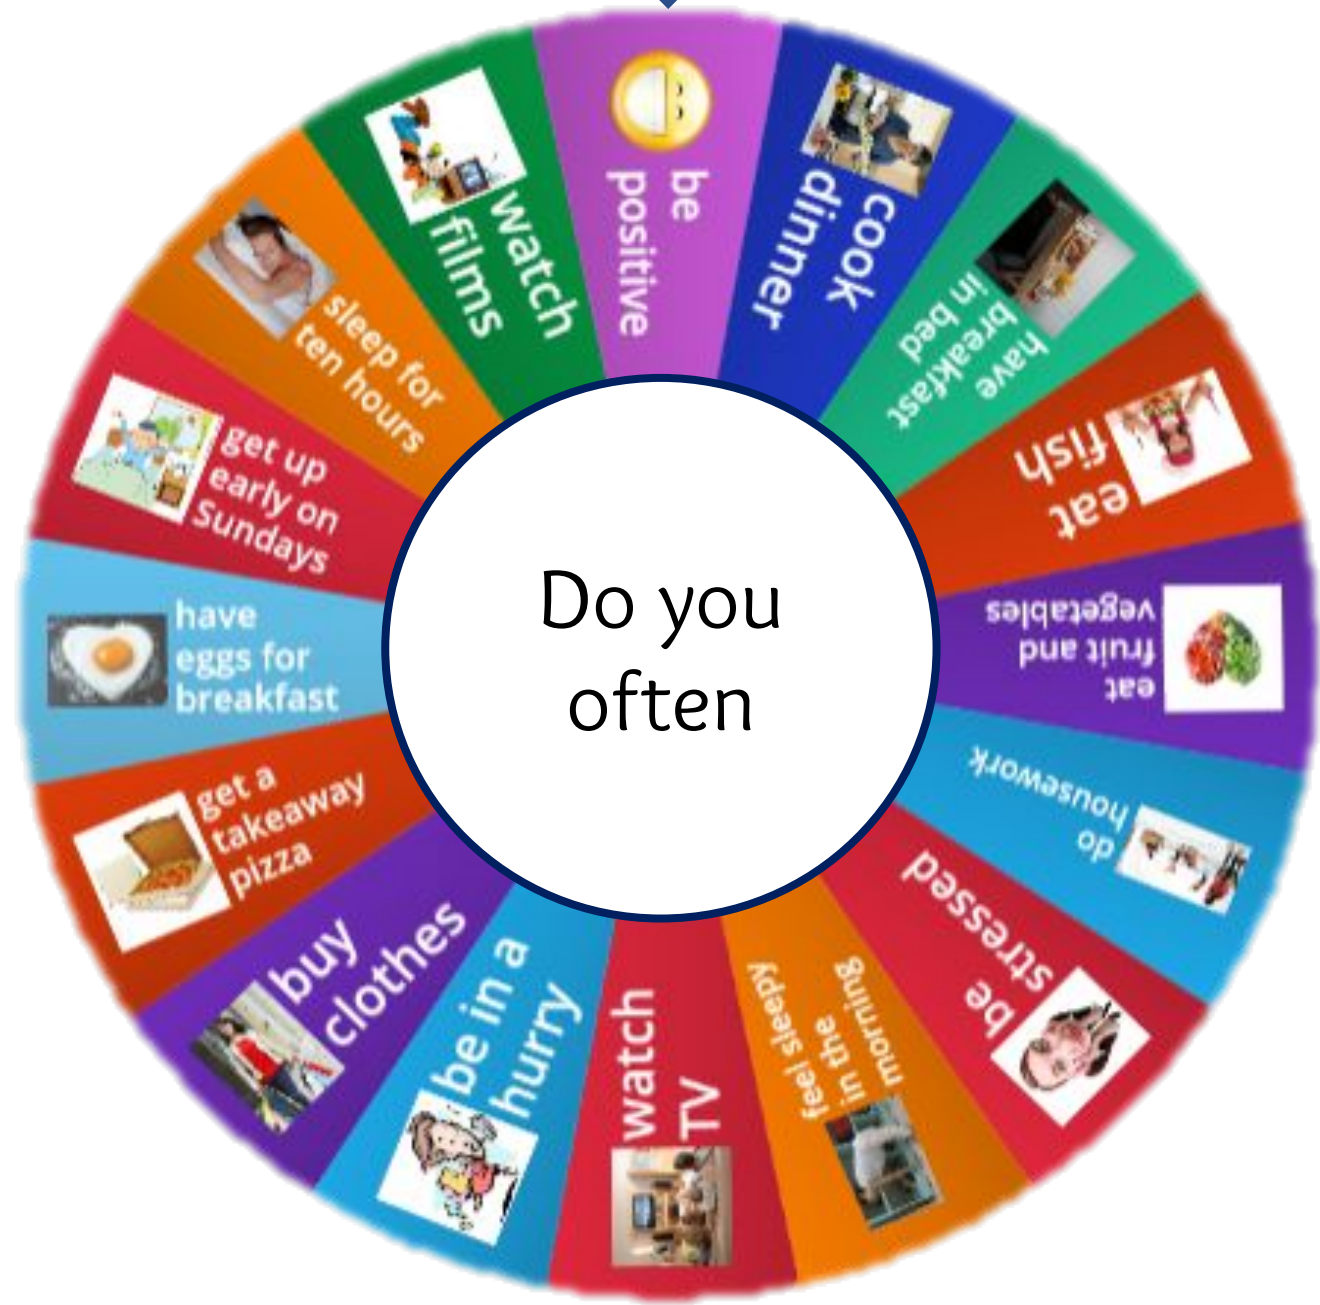 Do you
often
be
positive
cook
dinner
have
breakfast
in bed
eat
fish
eat
fruit and
vegetables
do
housework
be
stressed
feel sleepy
in the
morning
watch
TV
be in a
hurry
buy
clothes
get a
takeaway
pizza
have
eggs for
breakfast
get up
early on
Sundays
sleep for
ten hours
watch
films